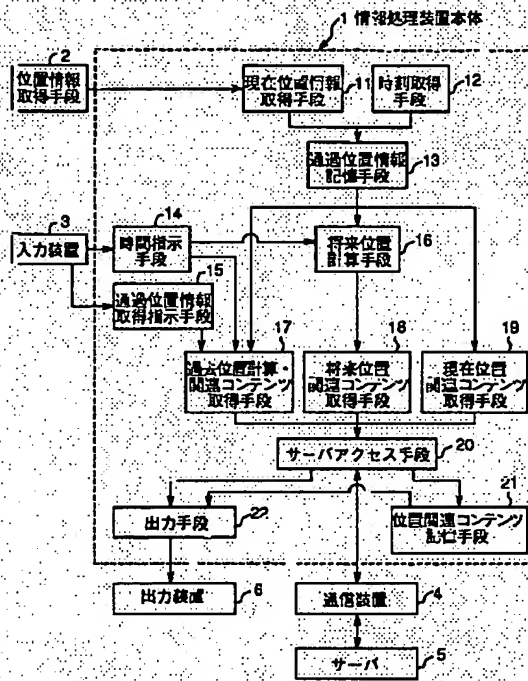 1 情報処理装置本体
2
位置情報
取得手段
現在位置情報
取得手段
11
12
時刻取得
手段
13
通過位置情報
記憶手段
3
入力装置
14
時間指示
手段
15
通過位置情報
取得指示手段
16
将来位置
計算手段
17
過去位置計算・
関連コンテンツ
取得手段
18
将来位置
関連コンテンツ
取得手段
19
現在位置
関連コンテンツ
取得手段
20
サーバアクセス手段
21
位置関連コンテンツ
記憶手段
22
出力手段
出力装置
6
通信装置
4
サーバ
5